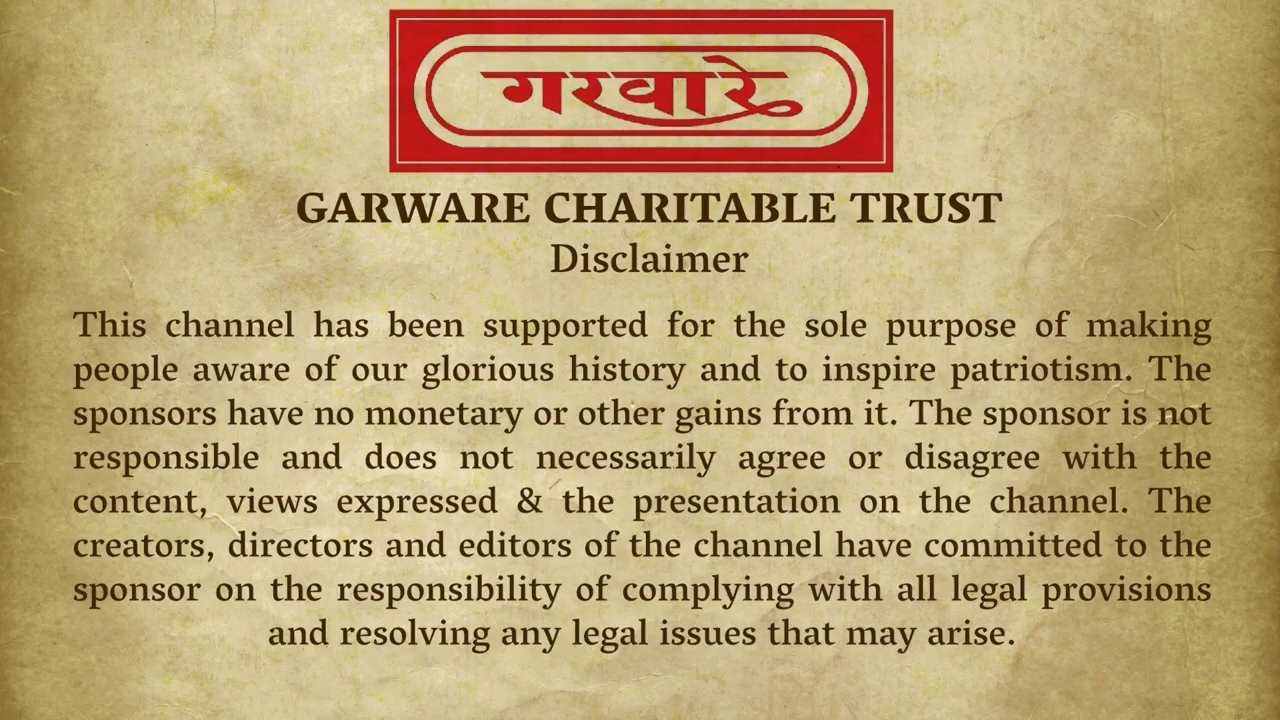 गरवारे
GARWARE CHARITABLE TRUST
Disclaimer
This channel has been supported for the sole purpose of making
people aware of our glorious history and to inspire patriotism. The
sponsors have no monetary or other gains from it. The sponsor is not
responsible and does not necessarily agree or disagree with the
content, views expressed & the presentation on the channel. The
creators, directors and editors of the channel have committed to the
sponsor on the responsibility of complying with all legal provisions
and resolving any legal issues that may arise.